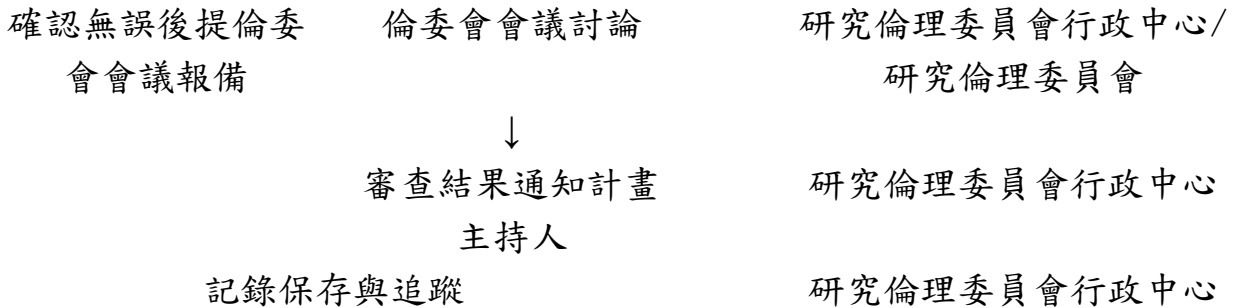 確認無誤後提倫委 倫委會會議討論 研究倫理委員會行政中心/
會會議報備 研究倫理委員會
↓
審查結果通知計畫 研究倫理委員會行政中心
主持人
記錄保存與追蹤 研究倫理委員會行政中心